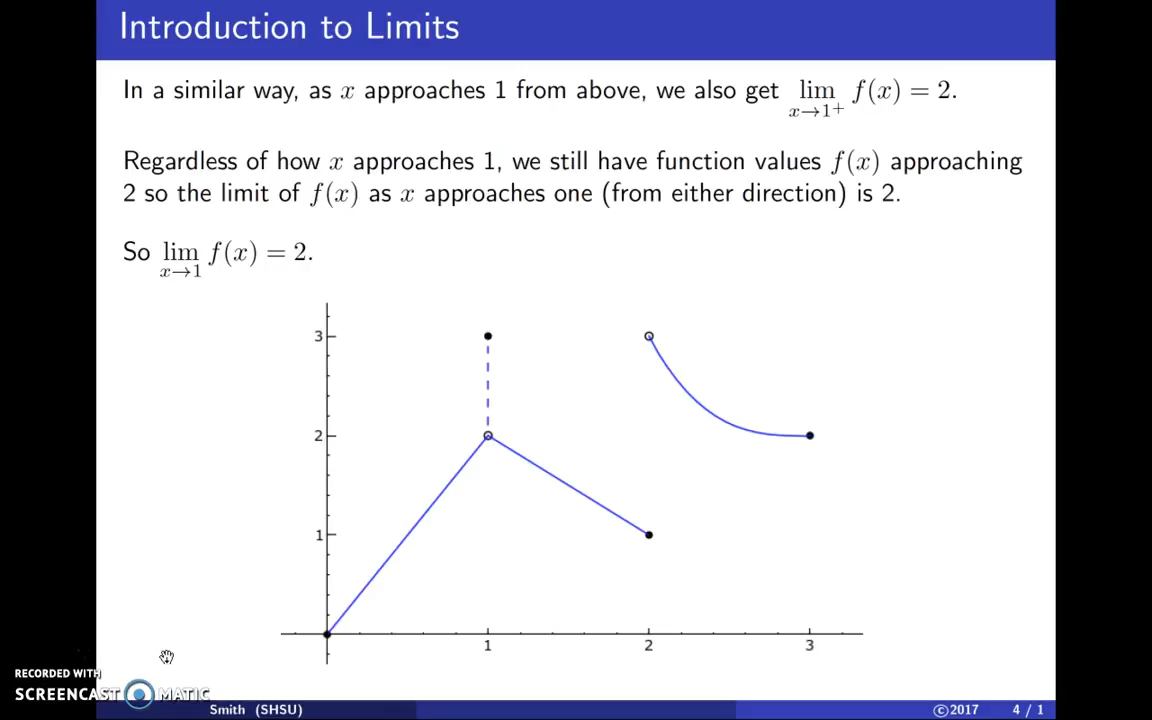 Introduction to Limits
In a similar way, as x approaches 1 from above, we also get lim x→1⁺ f(x) = 2.
Regardless of how x approaches 1, we still have function values f(x) approaching
2 so the limit of f(x) as x approaches one (from either direction) is 2.
So lim x→1 f(x) = 2.
3
2
1
1 2 3
RECORDED WITH
SCREENCAST MATIC
Smith (SHSU) ©2017 4 / 1